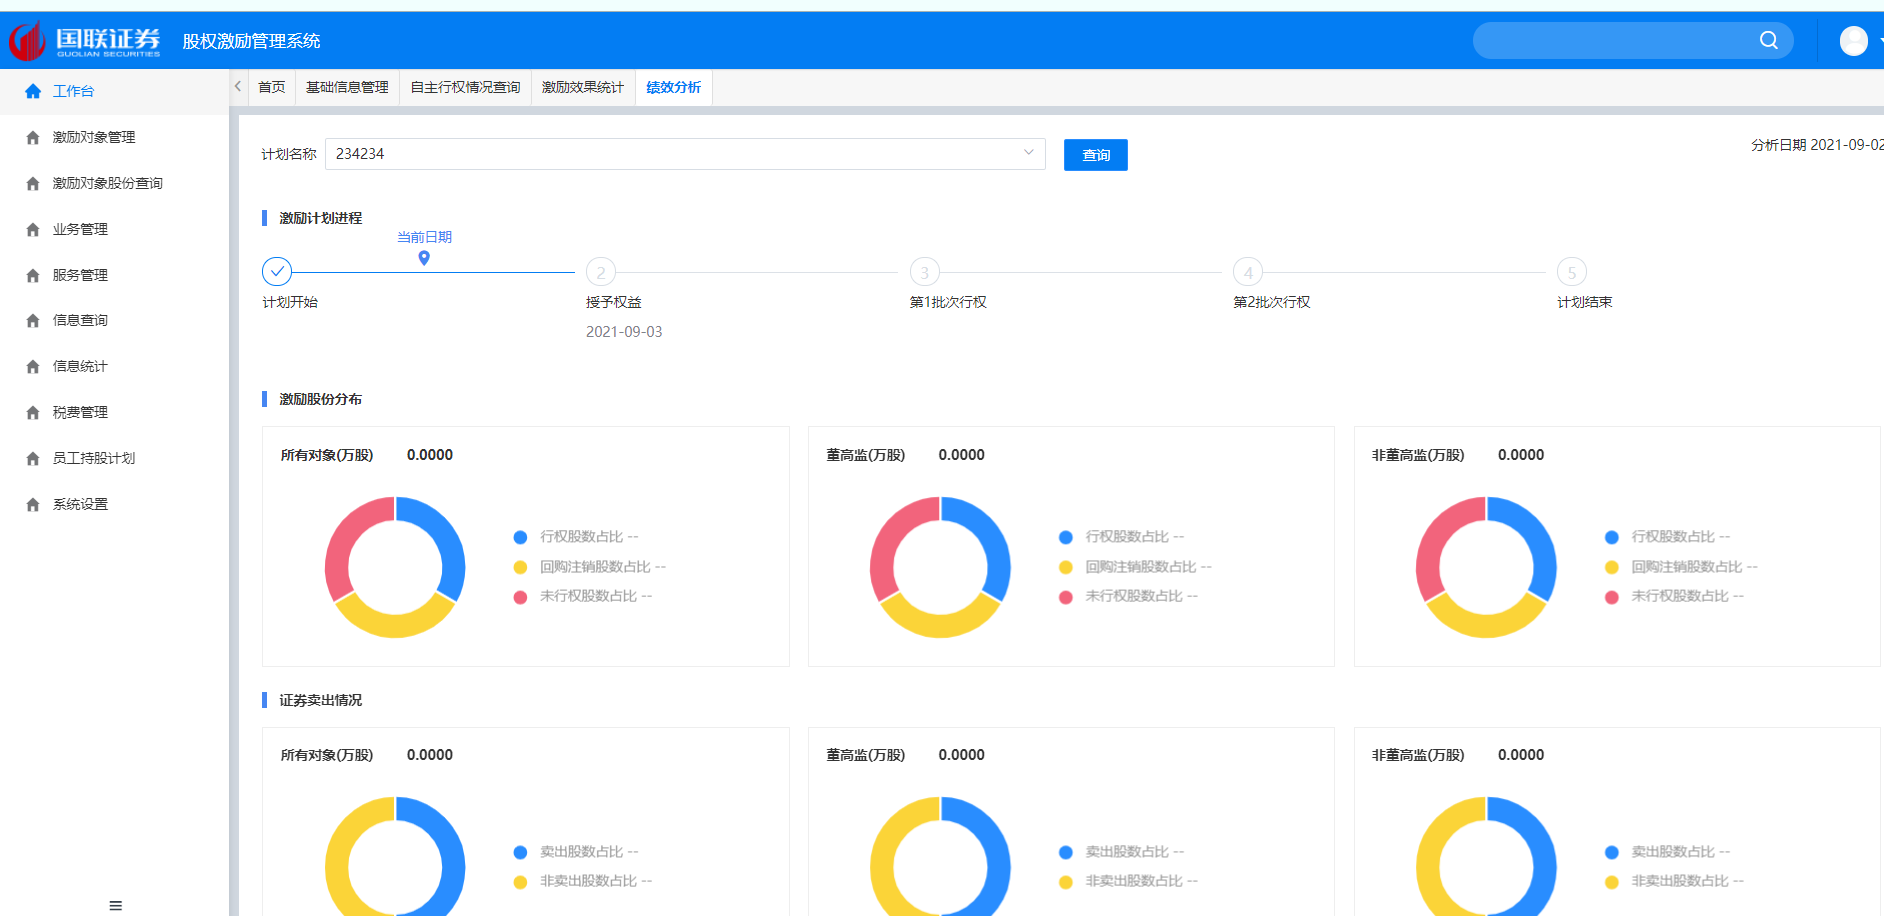 国联证券
GUOLIAN SECURITIES
股权激励管理系统
工作台
激励对象管理
激励对象股份查询
业务管理
服务管理
信息查询
信息统计
税费管理
员工持股计划
系统设置
首页 基础信息管理 自主行权情况查询 激励效果统计 绩效分析
计划名称 234234 查询
分析日期 2021-09-02
激励计划进程
当前日期
2 3 4 5
计划开始 授予权益 第1批次行权 第2批次行权 计划结束
2021-09-03
激励股份分布
所有对象(万股) 0.0000
行权股数占比 --
回购注销股数占比 --
未行权股数占比 --
董高监(万股) 0.0000
行权股数占比 --
回购注销股数占比 --
未行权股数占比 --
非董高监(万股) 0.0000
行权股数占比 --
回购注销股数占比 --
未行权股数占比 --
证券卖出情况
所有对象(万股) 0.0000
卖出股数占比 --
非卖出股数占比 --
董高监(万股) 0.0000
卖出股数占比 --
非卖出股数占比 --
非董高监(万股) 0.0000
卖出股数占比 --
非卖出股数占比 --